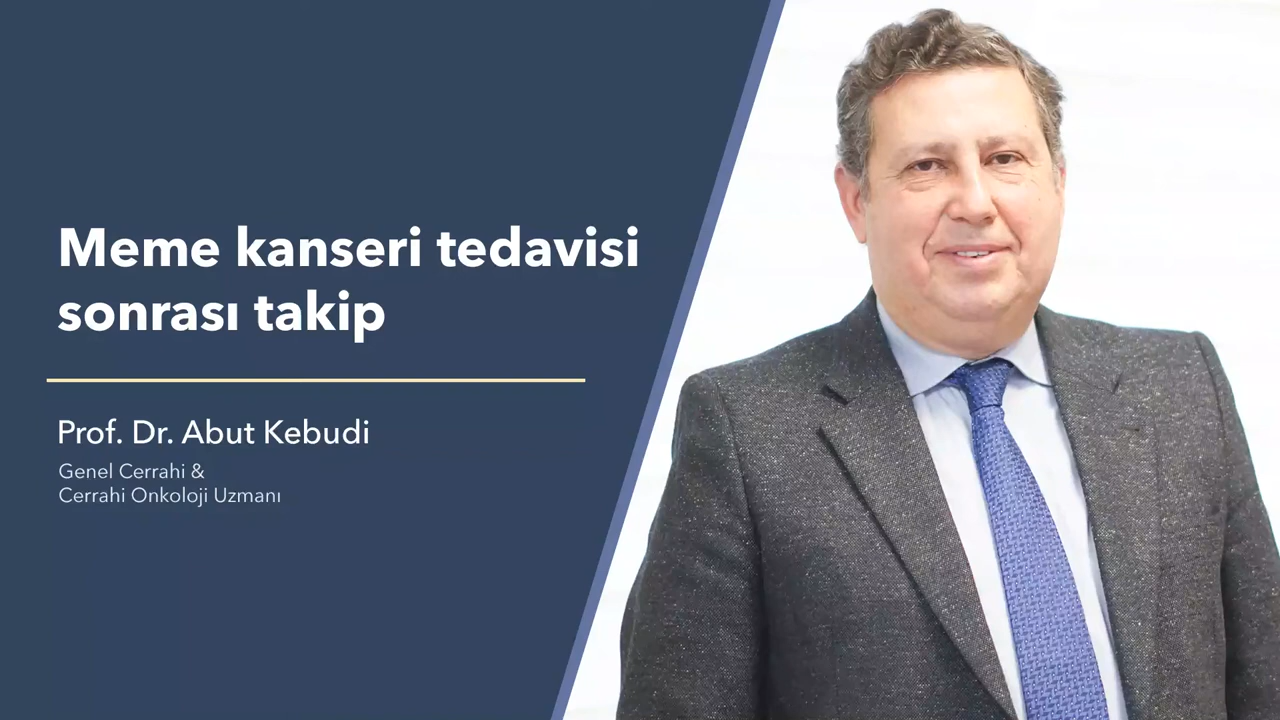 Meme kanseri tedavisi
sonrası takip
Prof. Dr. Abut Kebudi
Genel Cerrahi &
Cerrahi Onkoloji Uzmanı